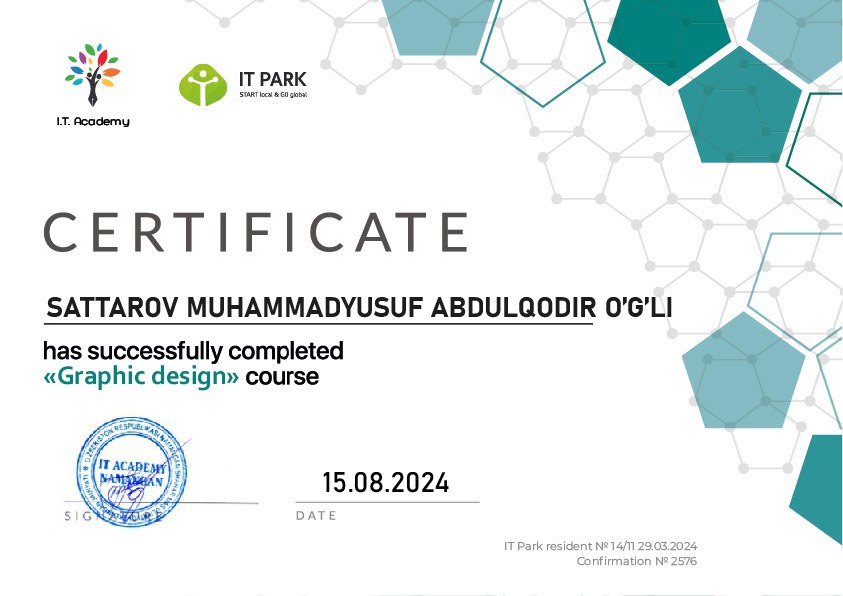 I.T. Academy
IT PARK
START local & GO global
CERTIFICATE
SATTAROV MUHAMMADYUSUF ABDULQODIR O'G'LI
has successfully completed
«Graphic design» course
O'ZBEKISTON RESPUBLIKASI NAMANGAN
IT ACADEMY
NAMANGAN
15.08.2024
SIGNATURE
DATE
IT Park resident № 14/11 29.03.2024
Confirmation № 2576